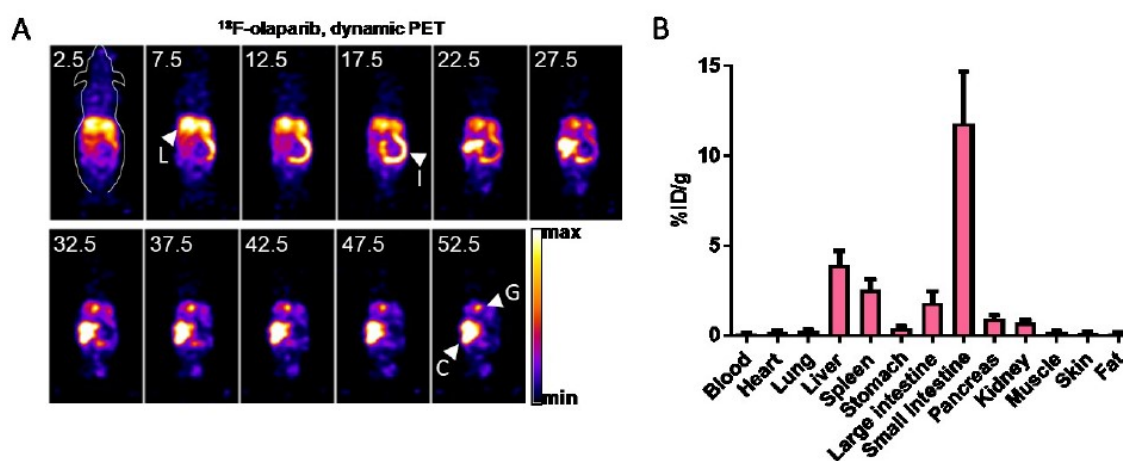 A
¹⁸F-olaparib, dynamic PET
2.5 7.5 12.5 17.5 22.5 27.5
L
I
32.5 37.5 42.5 47.5 52.5
max
G
C
min
B
15
10
5
0
%ID/g
Blood
Heart
Lung
Liver
Spleen
Stomach
Large intestine
Small Intestine
Pancreas
Kidney
Muscle
Skin
Fat